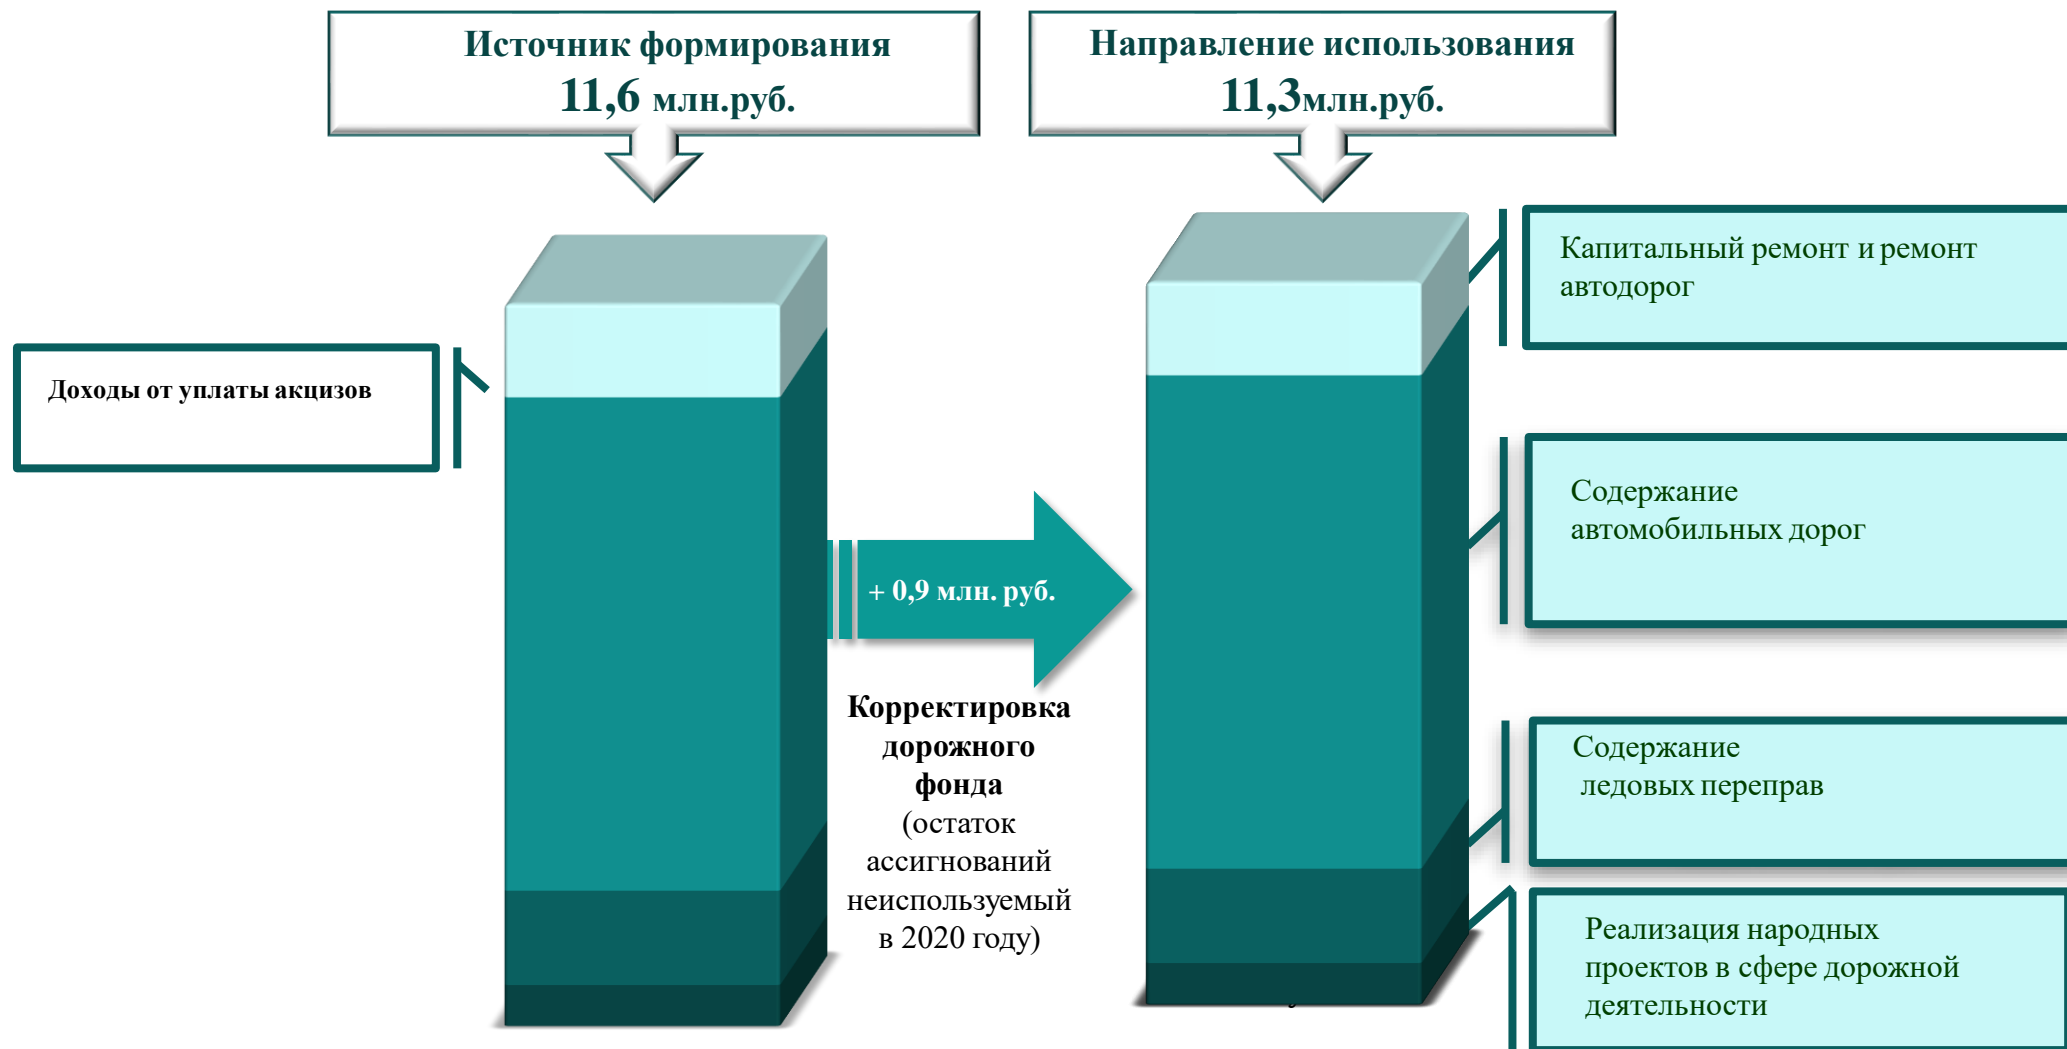 Источник формирования
11,6 млн.руб.
Направление использования
11,3млн.руб.
Доходы от уплаты акцизов
+ 0,9 млн. руб.
Корректировка
дорожного
фонда
(остаток
ассигнований
неиспользуемый
в 2020 году)
Капитальный ремонт и ремонт
автодорог
Содержание
автомобильных дорог
Содержание
ледовых переправ
Реализация народных
проектов в сфере дорожной
деятельности